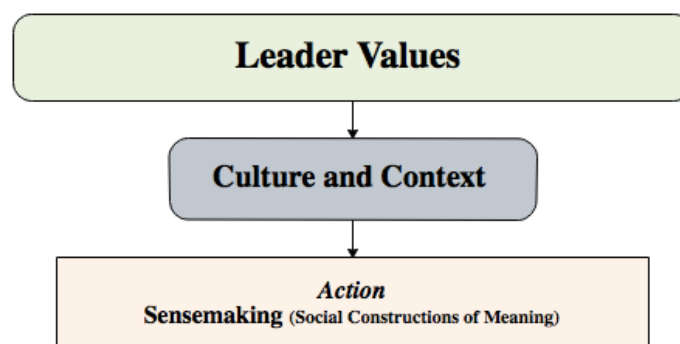 Leader Values
Culture and Context
Action
Sensemaking (Social Constructions of Meaning)